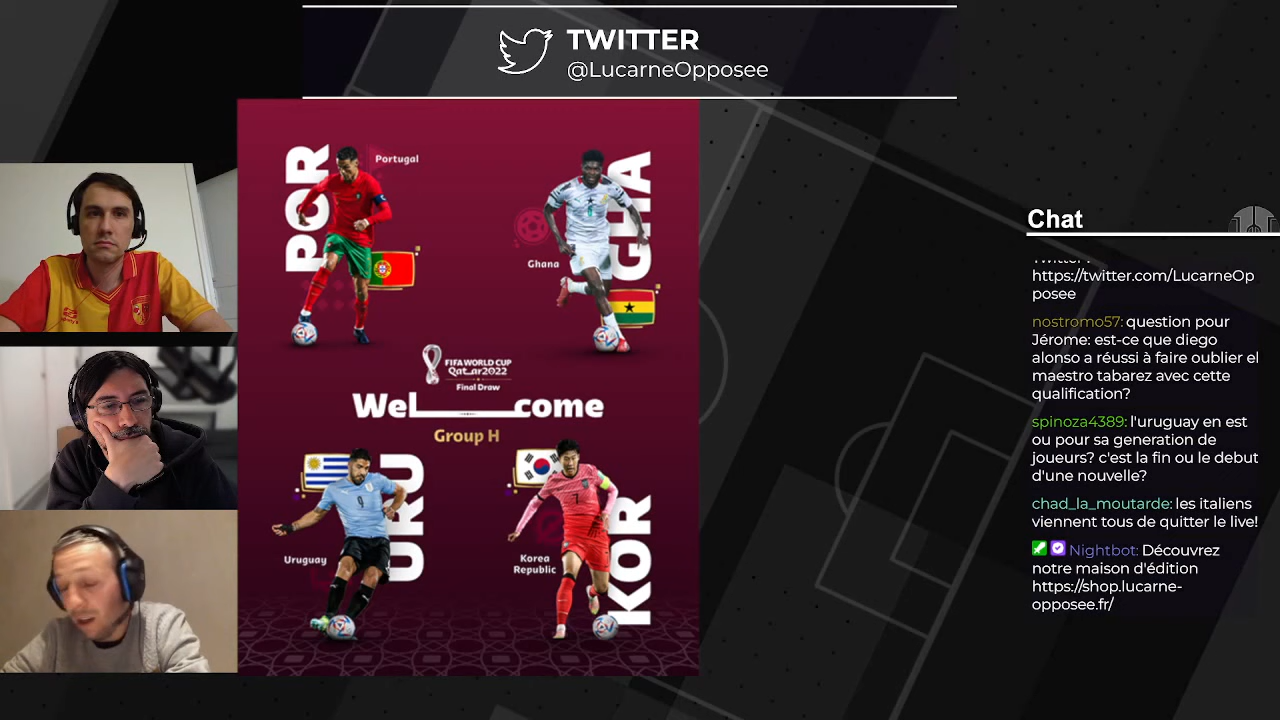 TWITTER
@LucarneOpposee
POR
Portugal
GHA
Ghana
FIFA WORLD CUP
Qatar2022
Final Draw
Welcome
Group H
URU
9
Uruguay
7
Korea
Republic
KOR
Chat
Twitter :
https://twitter.com/LucarneOp
posee
nostromo57: question pour
Jérome: est-ce que diego
alonso a réussi à faire oublier el
maestro tabarez avec cette
qualification?
spinoza4389: l'uruguay en est
ou pour sa generation de
joueurs? c'est la fin ou le debut
d'une nouvelle?
chad_la_moutarde: les italiens
viennent tous de quitter le live!
Nightbot: Découvrez
notre maison d'édition
https://shop.lucarne-
opposee.fr/